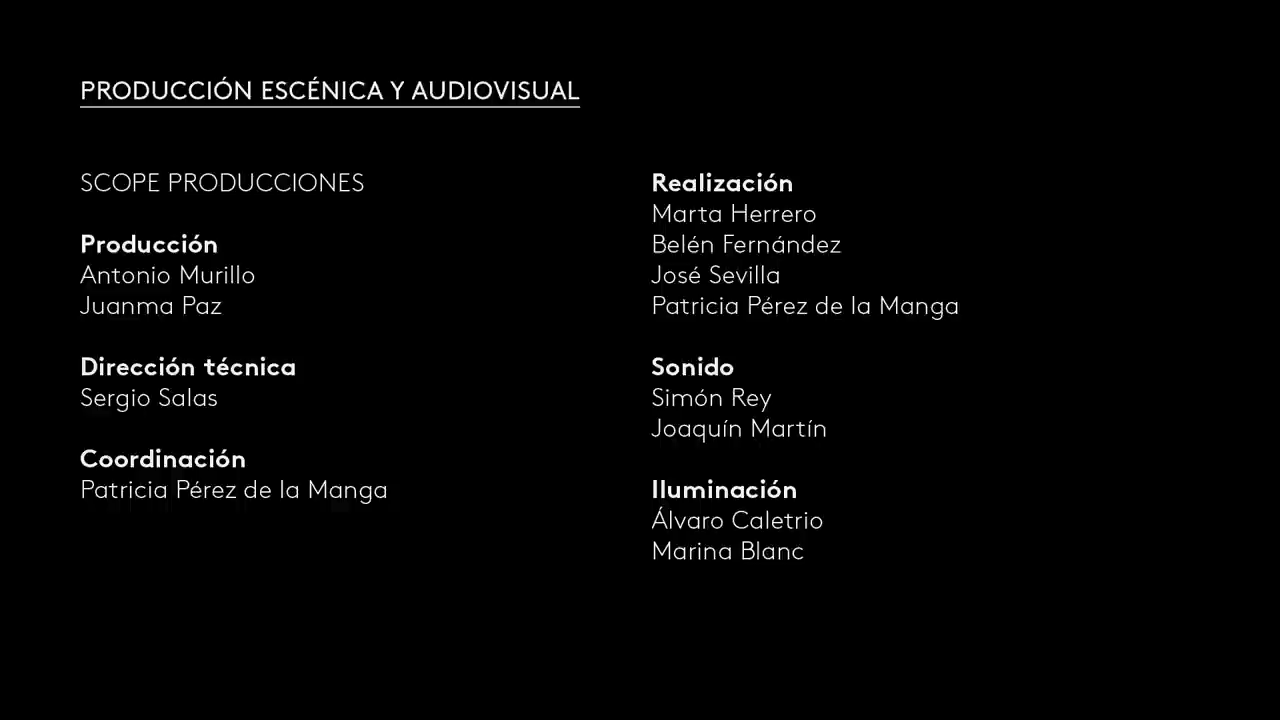 PRODUCCIÓN ESCÉNICA Y AUDIOVISUAL
SCOPE PRODUCCIONES
Producción
Antonio Murillo
Juanma Paz
Dirección técnica
Sergio Salas
Coordinación
Patricia Pérez de la Manga
Realización
Marta Herrero
Belén Fernández
José Sevilla
Patricia Pérez de la Manga
Sonido
Simón Rey
Joaquín Martín
Iluminación
Álvaro Caletrio
Marina Blanc